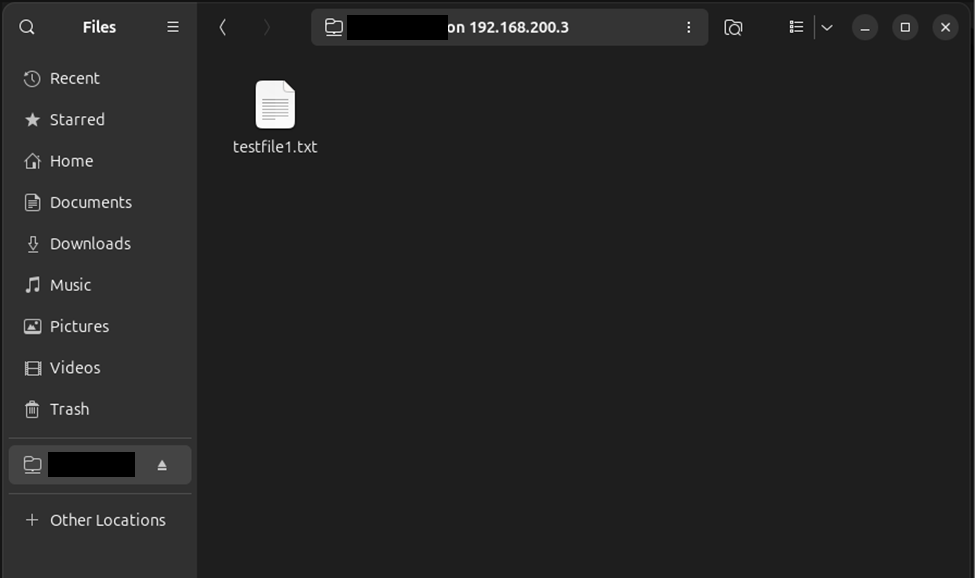 Files
on 192.168.200.3
Recent
Starred
Home
Documents
Downloads
Music
Pictures
Videos
Trash
Other Locations
testfile1.txt